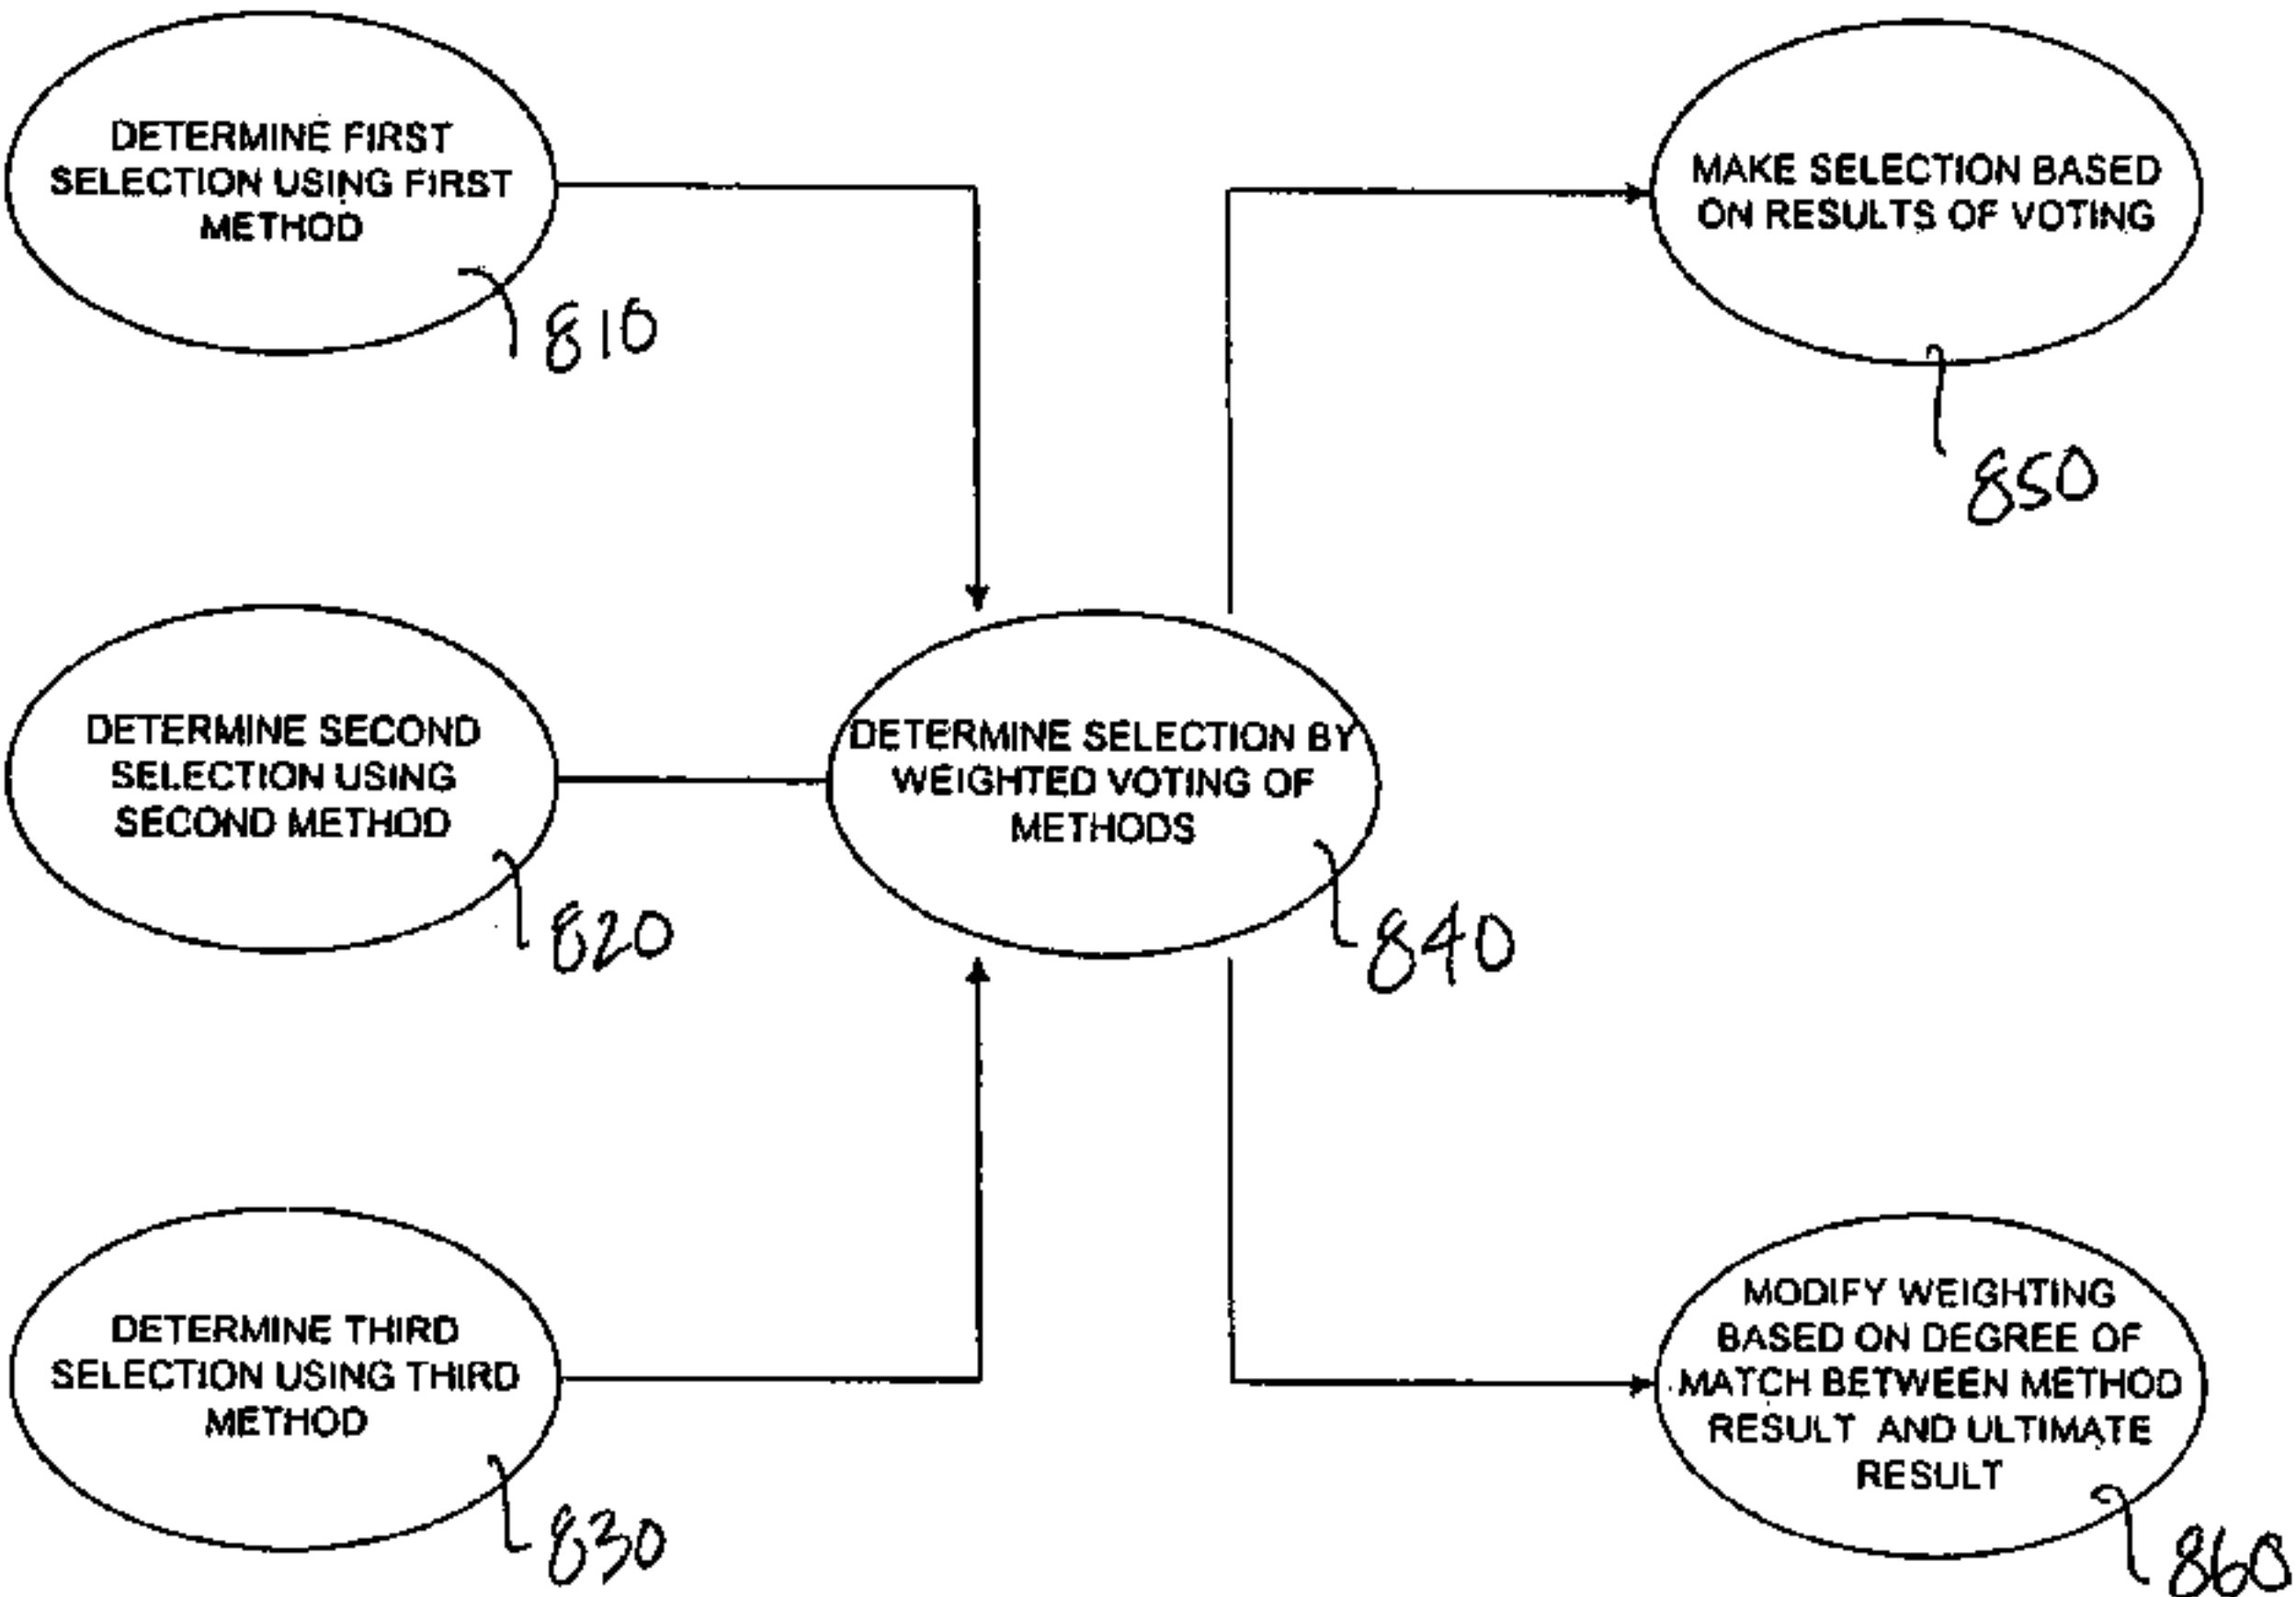 DETERMINE FIRST
SELECTION USING FIRST
METHOD
810
MAKE SELECTION BASED
ON RESULTS OF VOTING
850
DETERMINE SECOND
SELECTION USING
SECOND METHOD
820
DETERMINE SELECTION BY
WEIGHTED VOTING OF
METHODS
840
DETERMINE THIRD
SELECTION USING THIRD
METHOD
830
MODIFY WEIGHTING
BASED ON DEGREE OF
MATCH BETWEEN METHOD
RESULT AND ULTIMATE
RESULT
860